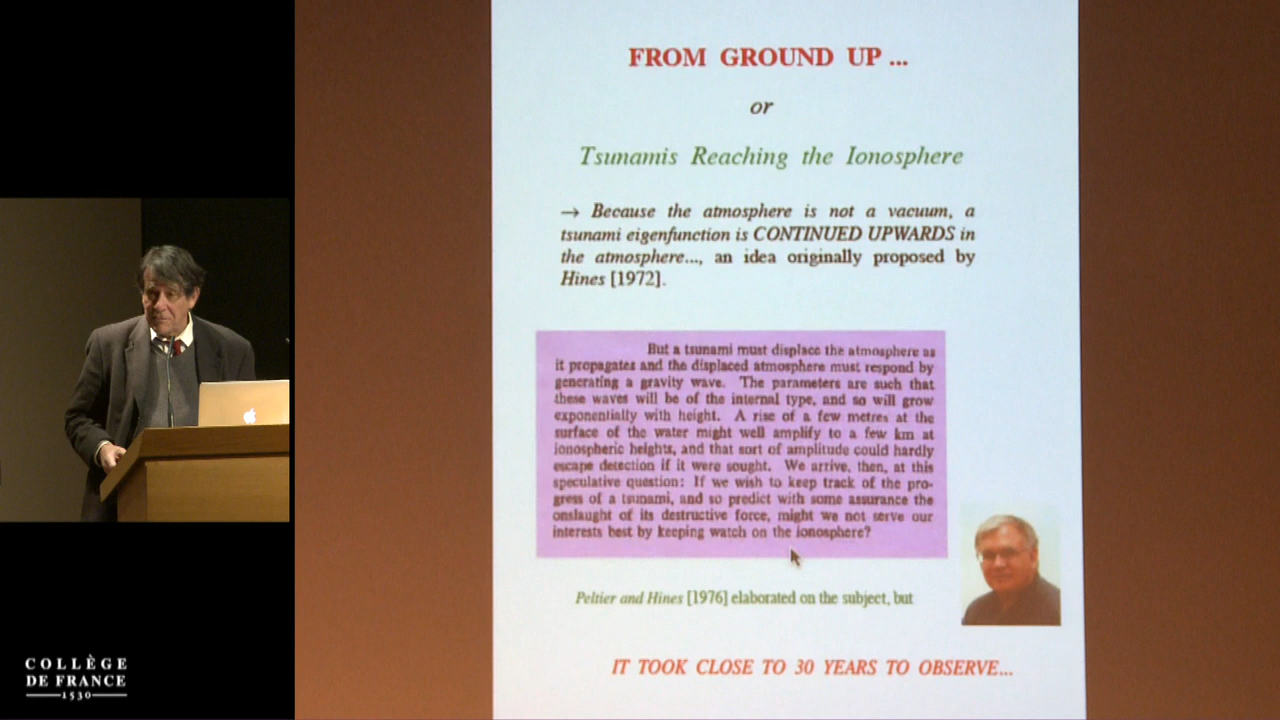 FROM GROUND UP ...
or
Tsunamis Reaching the Ionosphere
→ Because the atmosphere is not a vacuum, a
tsunami eigenfunction is CONTINUED UPWARDS in
the atmosphere..., an idea originally proposed by
Hines [1972].
But a tsunami must displace the atmosphere as
it propagates and the displaced atmosphere must respond by
generating a gravity wave. The parameters are such that
these waves will be of the internal type, and so will grow
exponentially with height. A rise of a few metres at the
surface of the water might well amplify to a few km at
ionospheric heights, and that sort of amplitude could hardly
escape detection if it were sought. We arrive, then, at this
speculative question: If we wish to keep track of the pro-
gress of a tsunami, and so predict with some assurance the
onslaught of its destructive force, might we not serve our
interests best by keeping watch on the ionosphere?
Peltier and Hines [1976] elaborated on the subject, but
IT TOOK CLOSE TO 30 YEARS TO OBSERVE...
COLLÈGE
DE FRANCE
1530